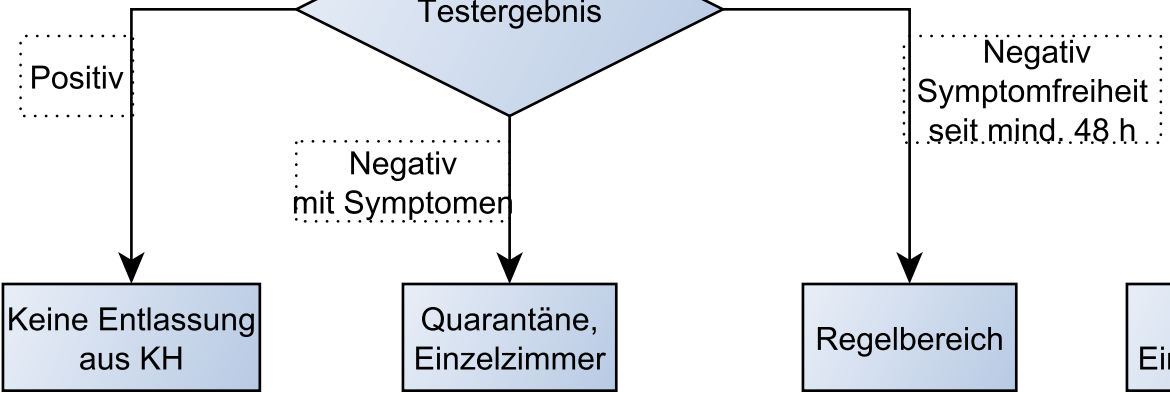 Testergebnis
Positiv
Negativ
Symptomfreiheit
seit mind. 48 h
Negativ
mit Symptomen
Keine Entlassung
aus KH
Quarantäne,
Einzelzimmer
Regelbereich